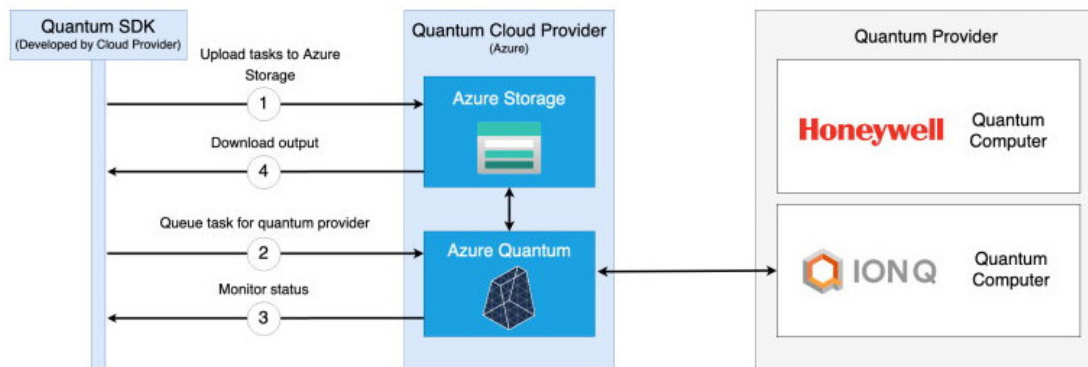 Quantum SDK
(Developed by Cloud Provider)
Upload tasks to Azure
Storage
1
Download output
4
Queue task for quantum provider
2
Monitor status
3
Quantum Cloud Provider
(Azure)
Azure Storage
Azure Quantum
Quantum Provider
Honeywell
Quantum
Computer
IONQ
Quantum
Computer